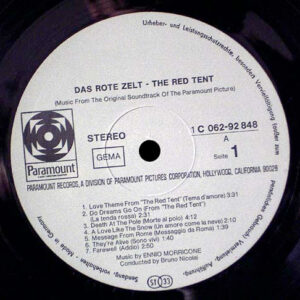 DAS ROTE ZELT - THE RED TENT
(Music From The Original Soundtrack Of The Paramount Picture)
Paramount
STEREO
GEMA
1 C 062-92 848
A
Seite 1
PARAMOUNT RECORDS, A DIVISION OF PARAMOUNT PICTURES CORPORATION, HOLLYWOOD, CALIFORNIA 90028
1. Love Theme From "The Red Tent" (Tema d'amore) 3:31
2. Do Dreams Go On (From "The Red Tent")
(La tenda rossa) 2:31
3. Death At The Pole (Morte al polo) 3:31
4. A Love Like The Snow (Un amore come la neve) 2:10
5. Message From Rome (Messaggio da Roma) 1:39
6. They're Alive (Sono vivi) 1:40
7. Farewell (Addio) 2:50
Music by ENNIO MORRICONE
Conducted by Bruno Nicolai
ST 33
Urheber- und Leistungsschutzrechte,
insbesondere Vervielfältigung
Made in Germany